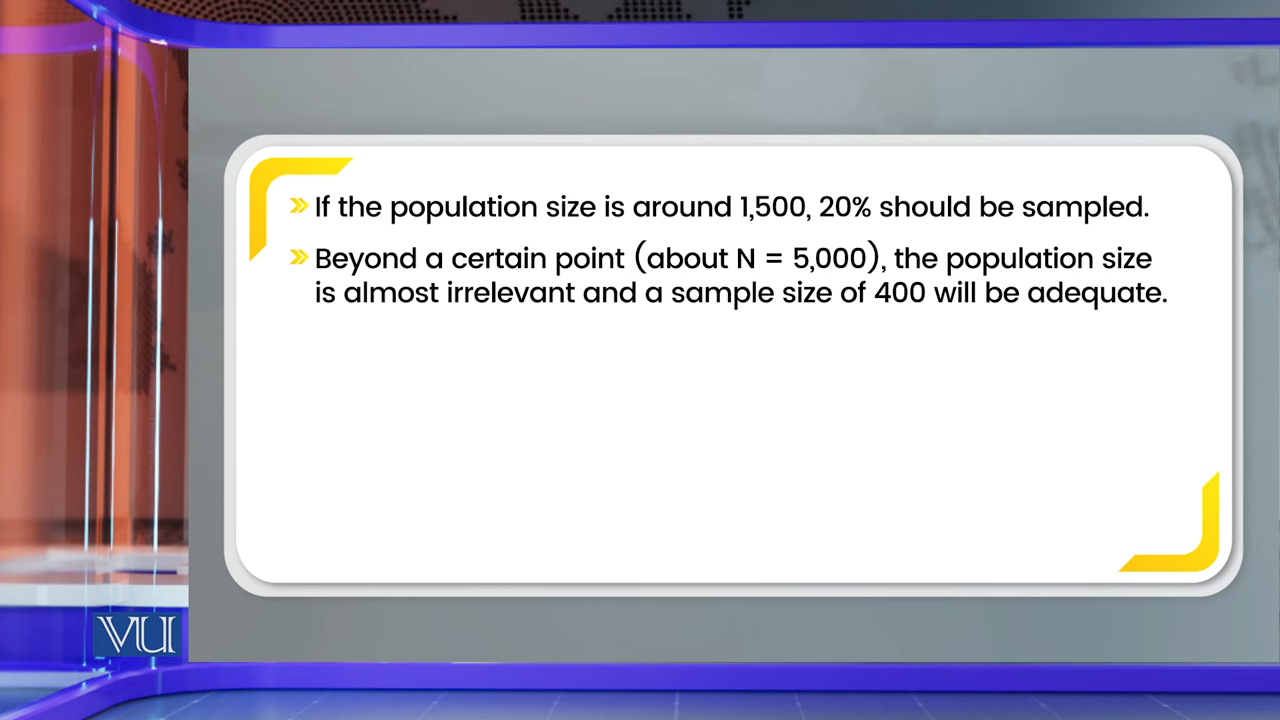 If the population size is around 1,500, 20% should be sampled.
Beyond a certain point (about N = 5,000), the population size
is almost irrelevant and a sample size of 400 will be adequate.
VU